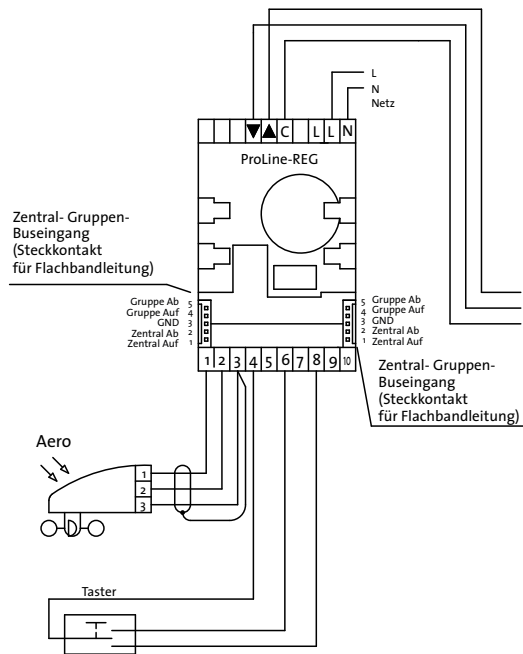 L
N
Netz
▼ ▲ C L L N
ProLine-REG
Zentral- Gruppen-
Buseingang
(Steckkontakt
für Flachbandleitung)
Gruppe Ab 5
Gruppe Auf 4
GND 3
Zentral Ab 2
Zentral Auf 1
5 Gruppe Ab
4 Gruppe Auf
3 GND
2 Zentral Ab
1 Zentral Auf
1 2 3 4 5 6 7 8 9 10
Zentral- Gruppen-
Buseingang
(Steckkontakt
für Flachbandleitung)
Aero
1
2
3
Taster